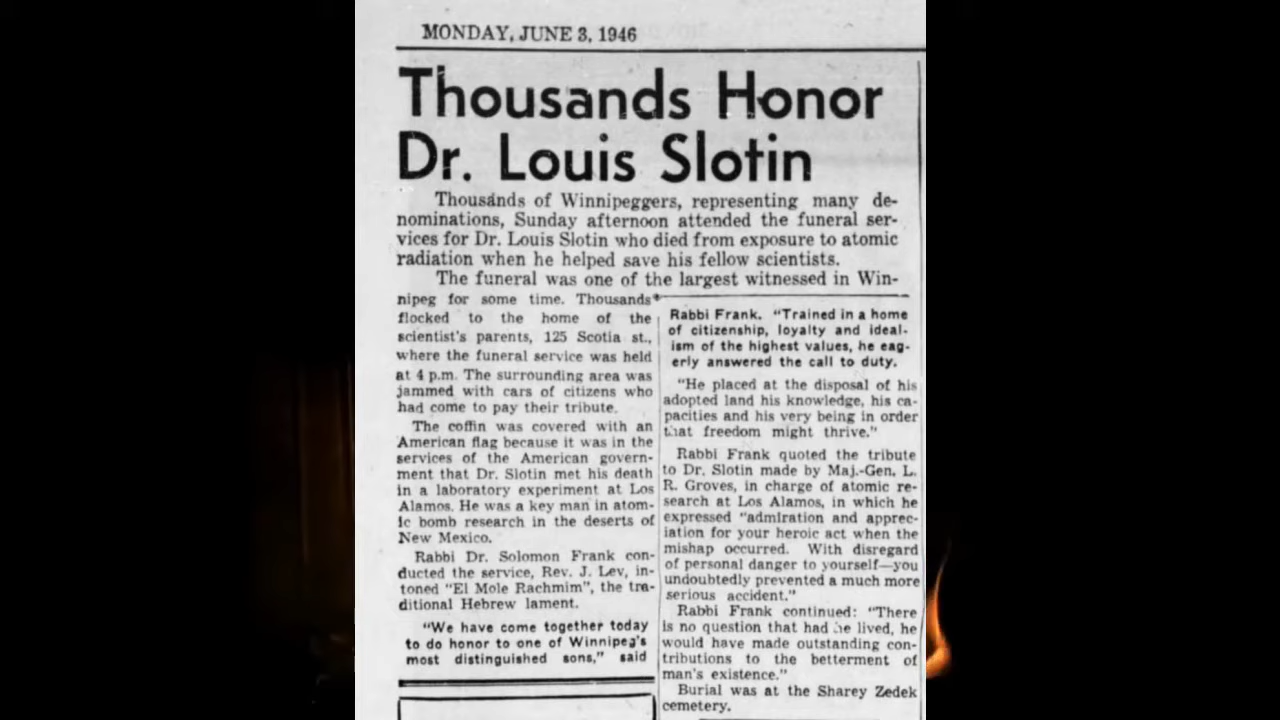 MONDAY, JUNE 3, 1946
Thousands Honor
Dr. Louis Slotin
Thousands of Winnipeggers, representing many de-
nominations, Sunday afternoon attended the funeral ser-
vices for Dr. Louis Slotin who died from exposure to atomic
radiation when he helped save his fellow scientists.
The funeral was one of the largest witnessed in Win-
nipeg for some time. Thousands
flocked to the home of the
scientist's parents, 125 Scotia st.,
where the funeral service was held
at 4 p.m. The surrounding area was
jammed with cars of citizens who
had come to pay their tribute.
The coffin was covered with an
American flag because it was in the
services of the American govern-
ment that Dr. Slotin met his death
in a laboratory experiment at Los
Alamos. He was a key man in atom-
ic bomb research in the deserts of
New Mexico.
Rabbi Dr. Solomon Frank con-
ducted the service, Rev. J. Lev, in-
toned "El Mole Rachmim", the tra-
ditional Hebrew lament.
"We have come together today
to do honor to one of Winnipeg's
most distinguished sons," said
Rabbi Frank. "Trained in a home
of citizenship, loyalty and ideal-
ism of the highest values, he eag-
erly answered the call to duty.
"He placed at the disposal of his
adopted land his knowledge, his ca-
pacities and his very being in order
that freedom might thrive."
Rabbi Frank quoted the tribute
to Dr. Slotin made by Maj.-Gen. L.
R. Groves, in charge of atomic re-
search at Los Alamos, in which he
expressed "admiration and apprec-
iation for your heroic act when the
mishap occurred. With disregard
of personal danger to yourself—you
undoubtedly prevented a much more
serious accident."
Rabbi Frank continued: "There
is no question that had he lived, he
would have made outstanding con-
tributions to the betterment of
man's existence."
Burial was at the Sharey Zedek
cemetery.